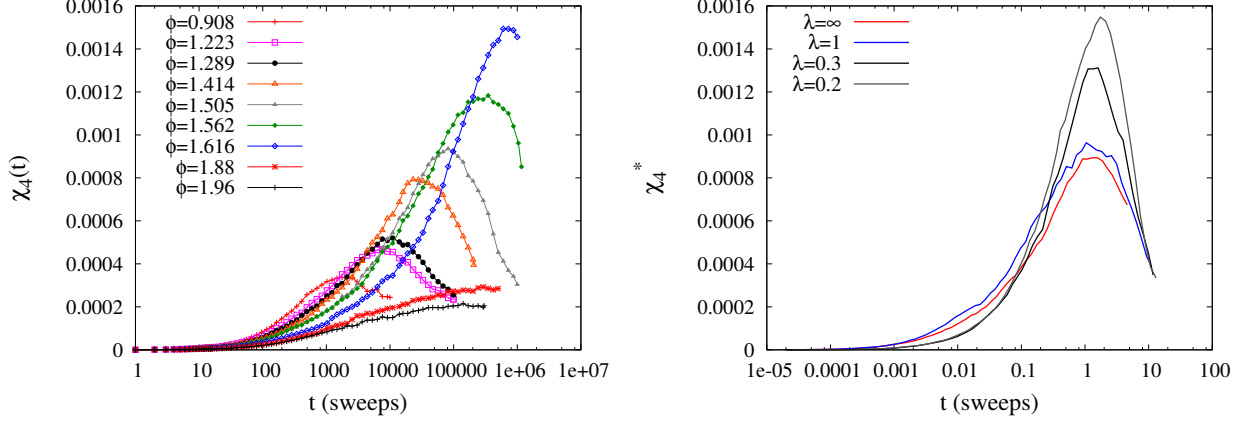 0.0016
0.0014
0.0012
0.001
0.0008
0.0006
0.0004
0.0002
0
χ4(t)
ϕ=0.908
ϕ=1.223
ϕ=1.289
ϕ=1.414
ϕ=1.505
ϕ=1.562
ϕ=1.616
ϕ=1.88
ϕ=1.96
1 10 100 1000 10000 100000 1e+06 1e+07
t (sweeps)
0.0016
0.0014
0.0012
0.001
0.0008
0.0006
0.0004
0.0002
0
χ4*
λ=∞
λ=1
λ=0.3
λ=0.2
1e-05 0.0001 0.001 0.01 0.1 1 10 100
t (sweeps)